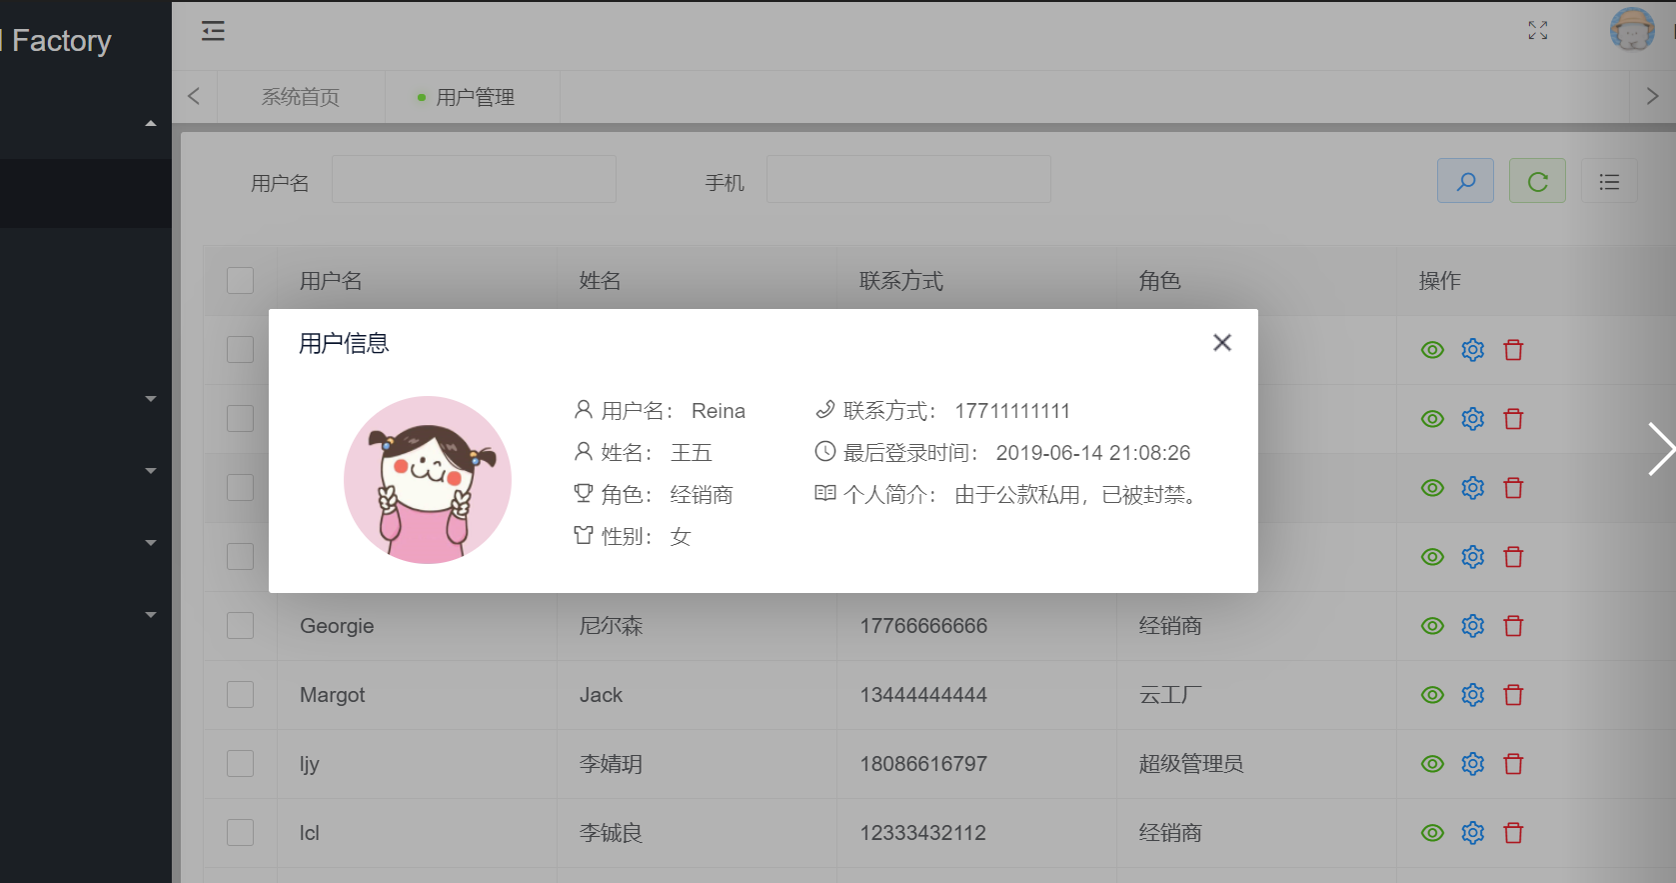 Factory
系统首页
用户管理
用户名
手机
用户名 姓名 联系方式 角色 操作
用户信息
用户名： Reina 联系方式： 17711111111
姓名： 王五 最后登录时间： 2019-06-14 21:08:26
角色： 经销商 个人简介： 由于公款私用，已被封禁。
性别： 女
Georgie 尼尔森 17766666666 经销商
Margot Jack 13444444444 云工厂
ljy 李婧玥 18086616797 超级管理员
lcl 李铖良 12333432112 经销商